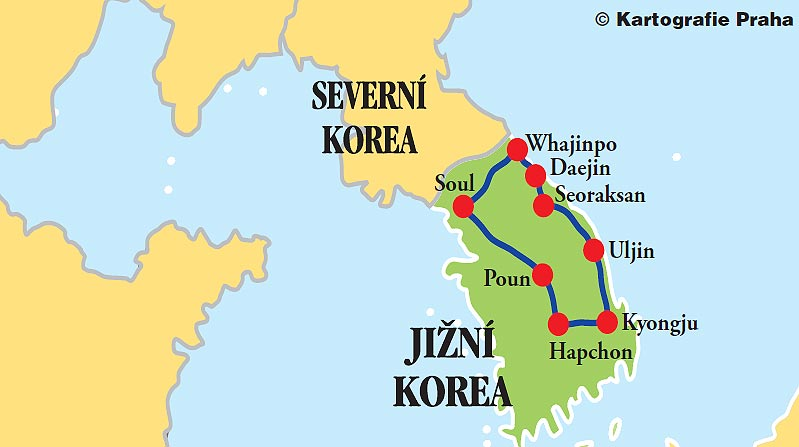 © Kartografie Praha
SEVERNÍ
KOREA
Whajinpo
Daejin
Soul
Seoraksan
Uljin
Poun
Kyongju
JIŽNÍ
Hapchon
KOREA